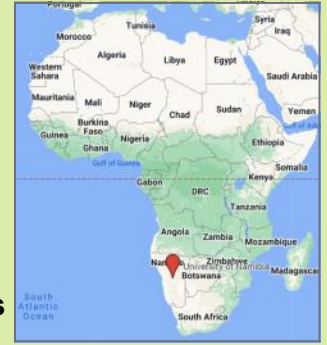 Portugal
Tunisia
Syria
Morocco
Iraq
Algeria
Libya
Egypt
Western
Sahara
Saudi Arabia
Mauritania
Mali
Niger
Chad
Sudan
Yemen
Burkina
Faso
Guinea
Ghana
Nigeria
Ethiopia
Gulf of Guinea
Somalia
Gabon
Kenya
DRC
Tanzania
Angola
Zambia
Mozambique
Zimbabwe
University of Namibia
Madagascar
Botswana
South
Atlantic
Ocean
South Africa
s